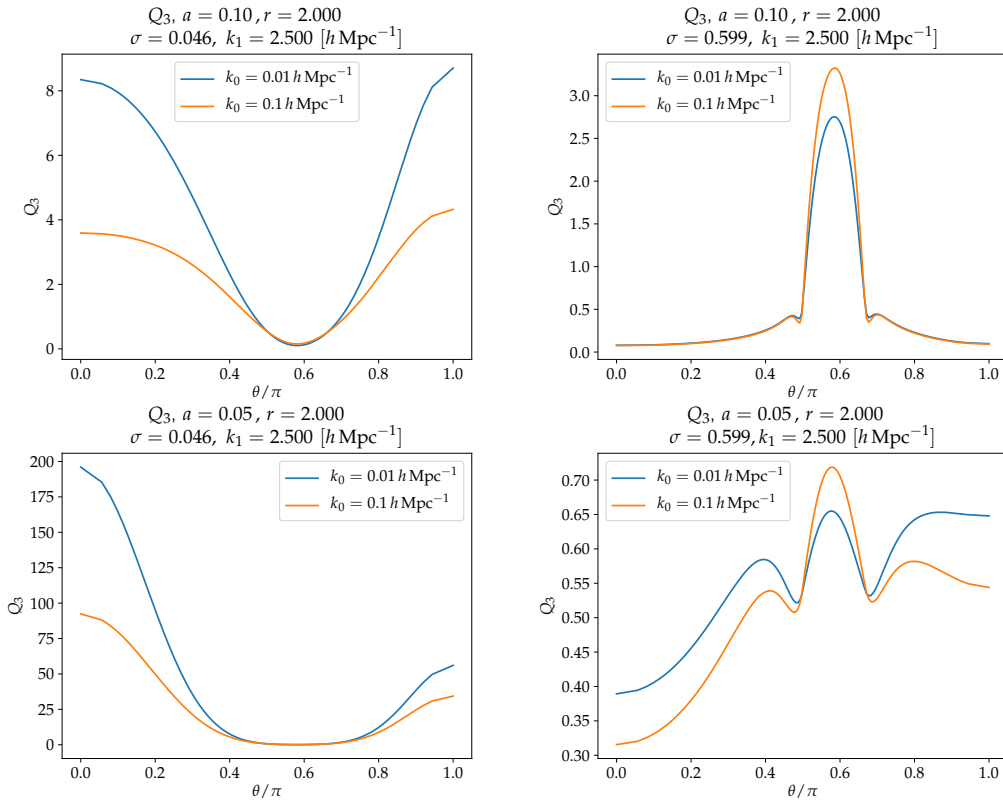 Q₃, a = 0.10, r = 2.000
σ = 0.046, k₁ = 2.500 [h Mpc⁻¹]
k₀ = 0.01 h Mpc⁻¹
k₀ = 0.1 h Mpc⁻¹
8
6
4
2
0
Q₃
0.0 0.2 0.4 0.6 0.8 1.0
θ/π
Q₃, a = 0.10, r = 2.000
σ = 0.599, k₁ = 2.500 [h Mpc⁻¹]
k₀ = 0.01 h Mpc⁻¹
k₀ = 0.1 h Mpc⁻¹
3.0
2.5
2.0
1.5
1.0
0.5
0.0
Q₃
0.0 0.2 0.4 0.6 0.8 1.0
θ/π
Q₃, a = 0.05, r = 2.000
σ = 0.046, k₁ = 2.500 [h Mpc⁻¹]
k₀ = 0.01 h Mpc⁻¹
k₀ = 0.1 h Mpc⁻¹
200
175
150
125
100
75
50
25
0
Q₃
0.0 0.2 0.4 0.6 0.8 1.0
θ/π
Q₃, a = 0.05, r = 2.000
σ = 0.599, k₁ = 2.500 [h Mpc⁻¹]
k₀ = 0.01 h Mpc⁻¹
k₀ = 0.1 h Mpc⁻¹
0.70
0.65
0.60
0.55
0.50
0.45
0.40
0.35
0.30
Q₃
0.0 0.2 0.4 0.6 0.8 1.0
θ/π